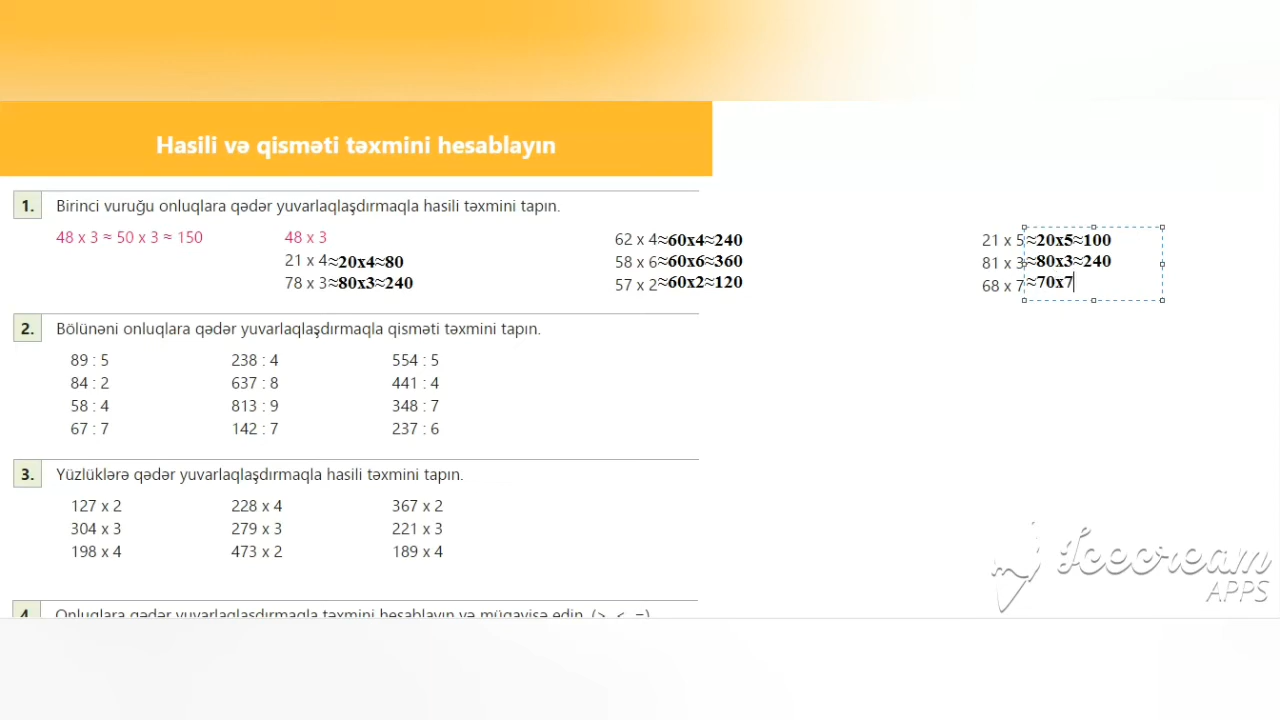 Hasili və qisməti təxmini hesablayın
1. Birinci vuruğu onluqlara qədər yuvarlaqlaşdırmaqla hasili təxmini tapın.
48 x 3 ≈ 50 x 3 ≈ 150
48 x 3
21 x 4≈20x4≈80
78 x 3≈80x3≈240
62 x 4≈60x4≈240
58 x 6≈60x6≈360
57 x 2≈60x2≈120
21 x 5≈20x5≈100
81 x 3≈80x3≈240
68 x 7≈70x7
2. Bölünəni onluqlara qədər yuvarlaqlaşdırmaqla qisməti təxmini tapın.
89 : 5 238 : 4 554 : 5
84 : 2 637 : 8 441 : 4
58 : 4 813 : 9 348 : 7
67 : 7 142 : 7 237 : 6
3. Yüzlüklərə qədər yuvarlaqlaşdırmaqla hasili təxmini tapın.
127 x 2 228 x 4 367 x 2
304 x 3 279 x 3 221 x 3
198 x 4 473 x 2 189 x 4
4. Onluqlara qədər yuvarlaqlaşdırmaqla təxmini hesablayın və müqayisə edin. (>, <, =)
Icecream
APPS